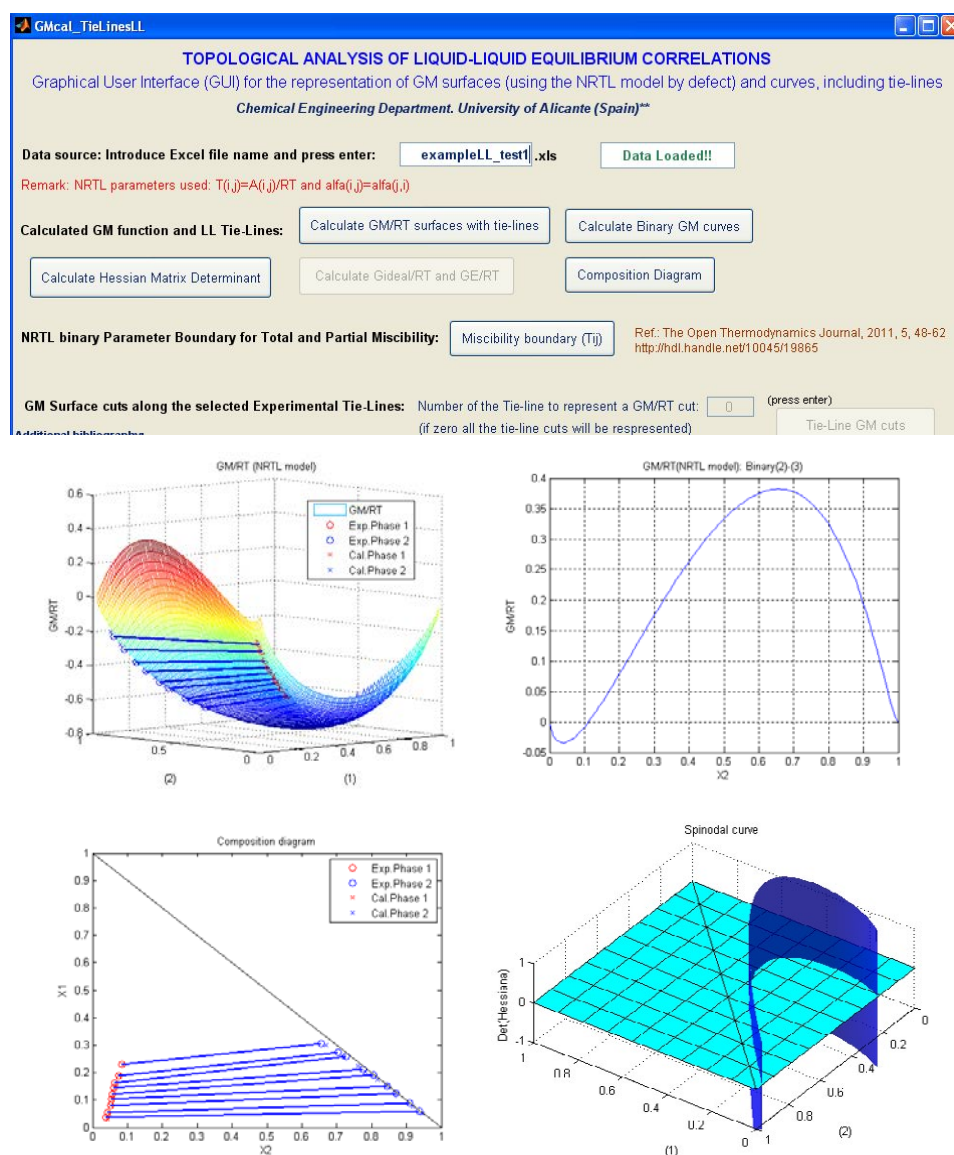 GMcal_TieLinesLL
TOPOLOGICAL ANALYSIS OF LIQUID-LIQUID EQUILIBRIUM CORRELATIONS
Graphical User Interface (GUI) for the representation of GM surfaces (using the NRTL model by defect) and curves, including tie-lines
Chemical Engineering Department. University of Alicante (Spain)**
Data source: Introduce Excel file name and press enter: exampleLL_test1 .xls Data Loaded!!
Remark: NRTL parameters used: T(i,j)=A(i,j)/RT and alfa(i,j)=alfa(j,i)
Calculated GM function and LL Tie-Lines: Calculate GM/RT surfaces with tie-lines Calculate Binary GM curves
Calculate Hessian Matrix Determinant Calculate Gideal/RT and GE/RT Composition Diagram
NRTL binary Parameter Boundary for Total and Partial Miscibility: Miscibility boundary (Tij) Ref.: The Open Thermodynamics Journal, 2011, 5, 48-62
http://hdl.handle.net/10045/19865
GM Surface cuts along the selected Experimental Tie-Lines: Number of the Tie-line to represent a GM/RT cut: 0 (press enter)
(if zero all the tie-line cuts will be respresented) Tie-Line GM cuts
Additional bibliography:
GM/RT (NRTL model)
0.6
0.4
0.2
0
-0.2
-0.4
-0.6
-0.8
GM/RT
GM/RT
Exp.Phase 1
Exp.Phase 2
Cal.Phase 1
Cal.Phase 2
1
0.5
0
(2)
0
0.2
0.4
0.6
0.8
1
(1)
GM/RT(NRTL model): Binary(2)-(3)
0.4
0.35
0.3
0.25
0.2
0.15
0.1
0.05
0
-0.05
GM/RT
0 0.1 0.2 0.3 0.4 0.5 0.6 0.7 0.8 0.9 1
X2
Composition diagram
1
0.9
0.8
0.7
0.6
0.5
0.4
0.3
0.2
0.1
0
X1
Exp.Phase 1
Exp.Phase 2
Cal.Phase 1
Cal.Phase 2
0 0.1 0.2 0.3 0.4 0.5 0.6 0.7 0.8 0.9 1
X2
Spinodal curve
1
0
-1
Det(Hessiana)
1
0.8
0.6
0.4
0.2
0
(1)
0
0.2
0.4
0.6
0.8
1
(2)